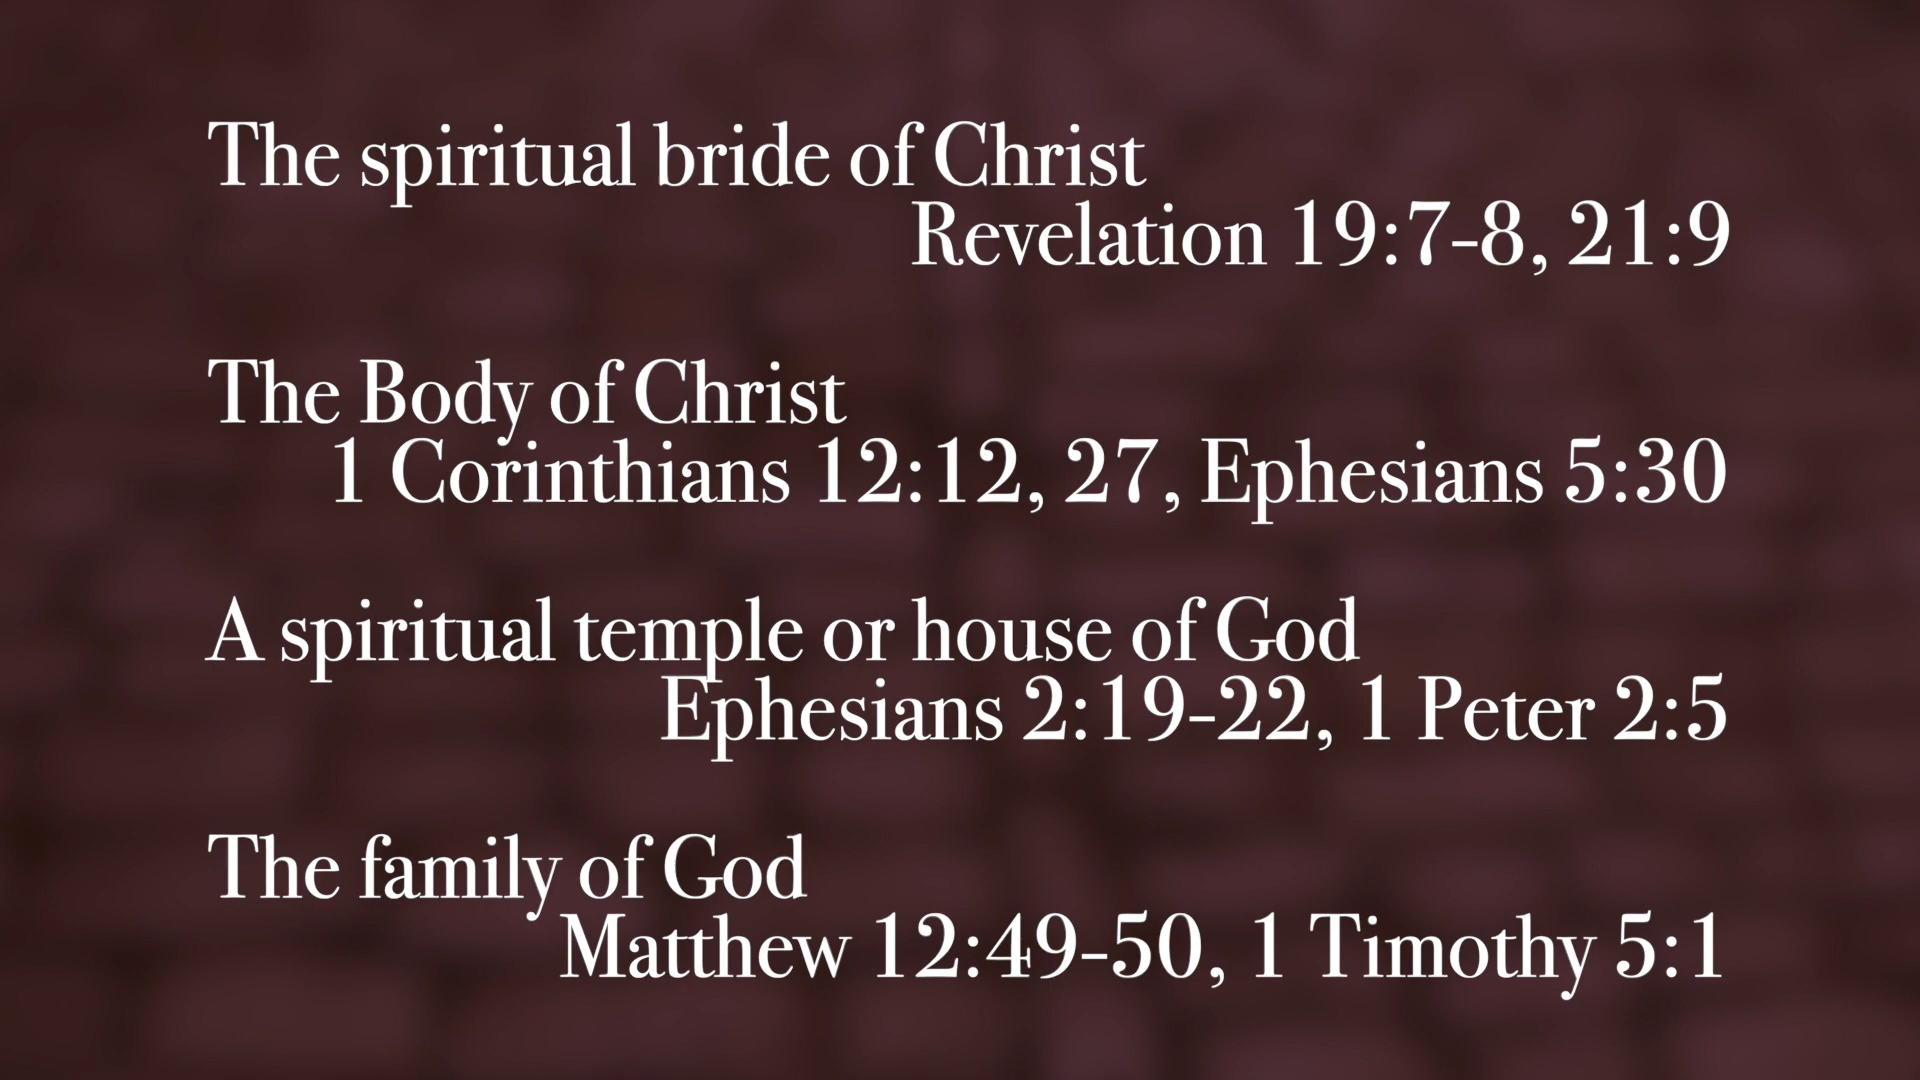 The spiritual bride of Christ
Revelation 19:7-8, 21:9
The Body of Christ
1 Corinthians 12:12, 27, Ephesians 5:30
A spiritual temple or house of God
Ephesians 2:19-22, 1 Peter 2:5
The family of God
Matthew 12:49-50, 1 Timothy 5:1